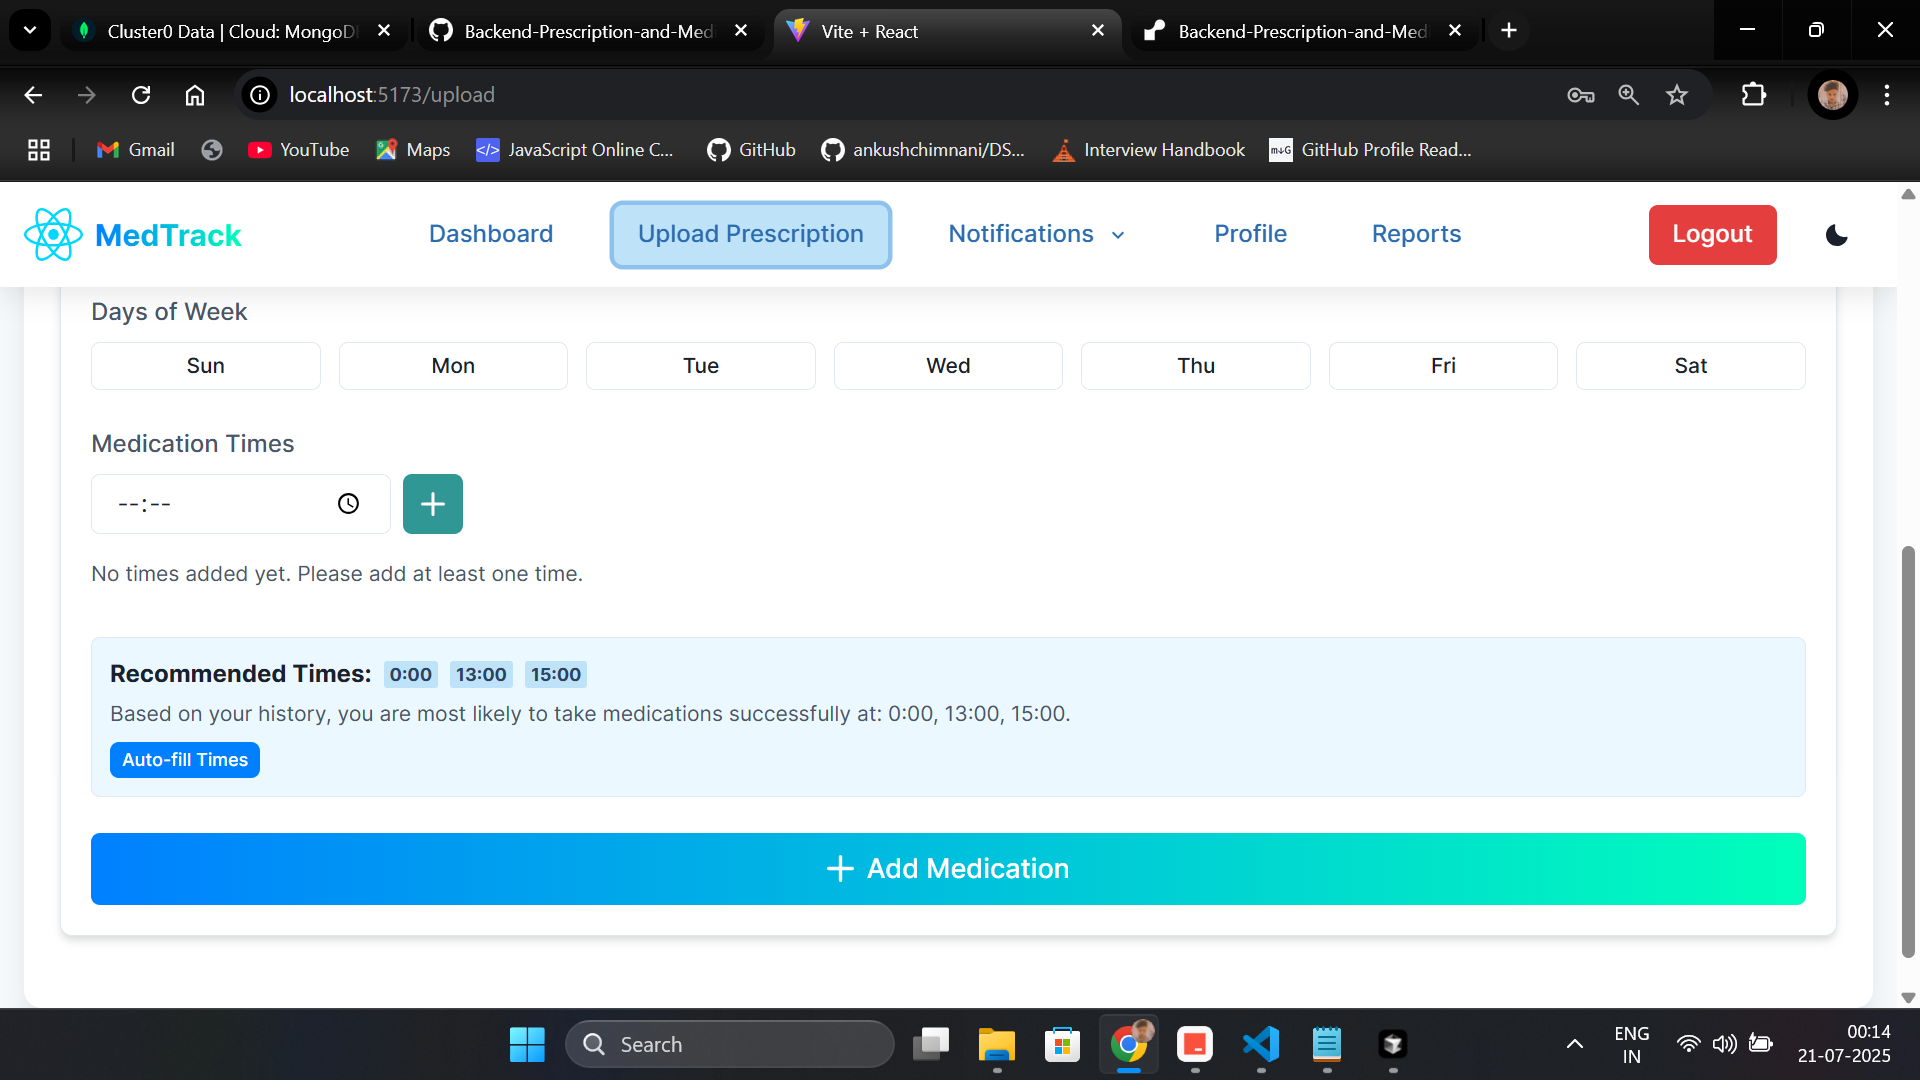 Cluster0 Data | Cloud: MongoD
Backend-Prescription-and-Med
Vite + React
Backend-Prescription-and-Med
localhost:5173/upload
Gmail
YouTube
Maps
</> JavaScript Online C...
GitHub
ankushchimnani/DS...
Interview Handbook
GitHub Profile Read...
MedTrack
Dashboard
Upload Prescription
Notifications
Profile
Reports
Logout
Days of Week
Sun Mon Tue Wed Thu Fri Sat
Medication Times
--:--
No times added yet. Please add at least one time.
Recommended Times: 0:00 13:00 15:00
Based on your history, you are most likely to take medications successfully at: 0:00, 13:00, 15:00.
Auto-fill Times
+ Add Medication
Search
ENG
IN
00:14
21-07-2025